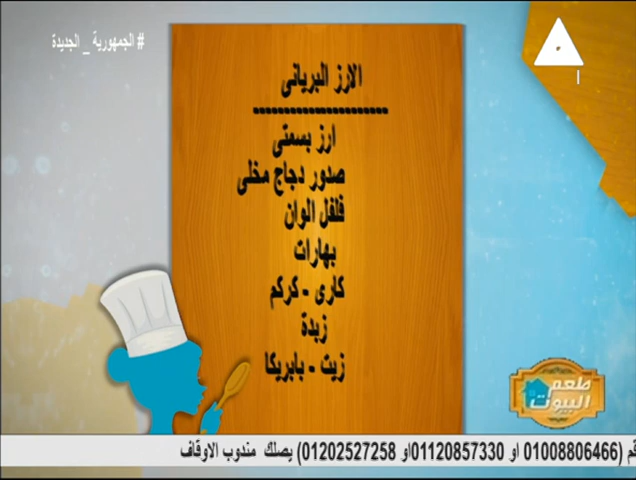 # الجمهورية _ الجديدة
الارز البريانى
ارز بسمتى
صدور دجاج مخلى
فلفل الوان
بهارات
كارى - كركم
زبدة
زيت - بابريكا
طعم
البيوت
قم (01008806466 او 01120857330او 01202527258) يصلك مندوب الاوقاف